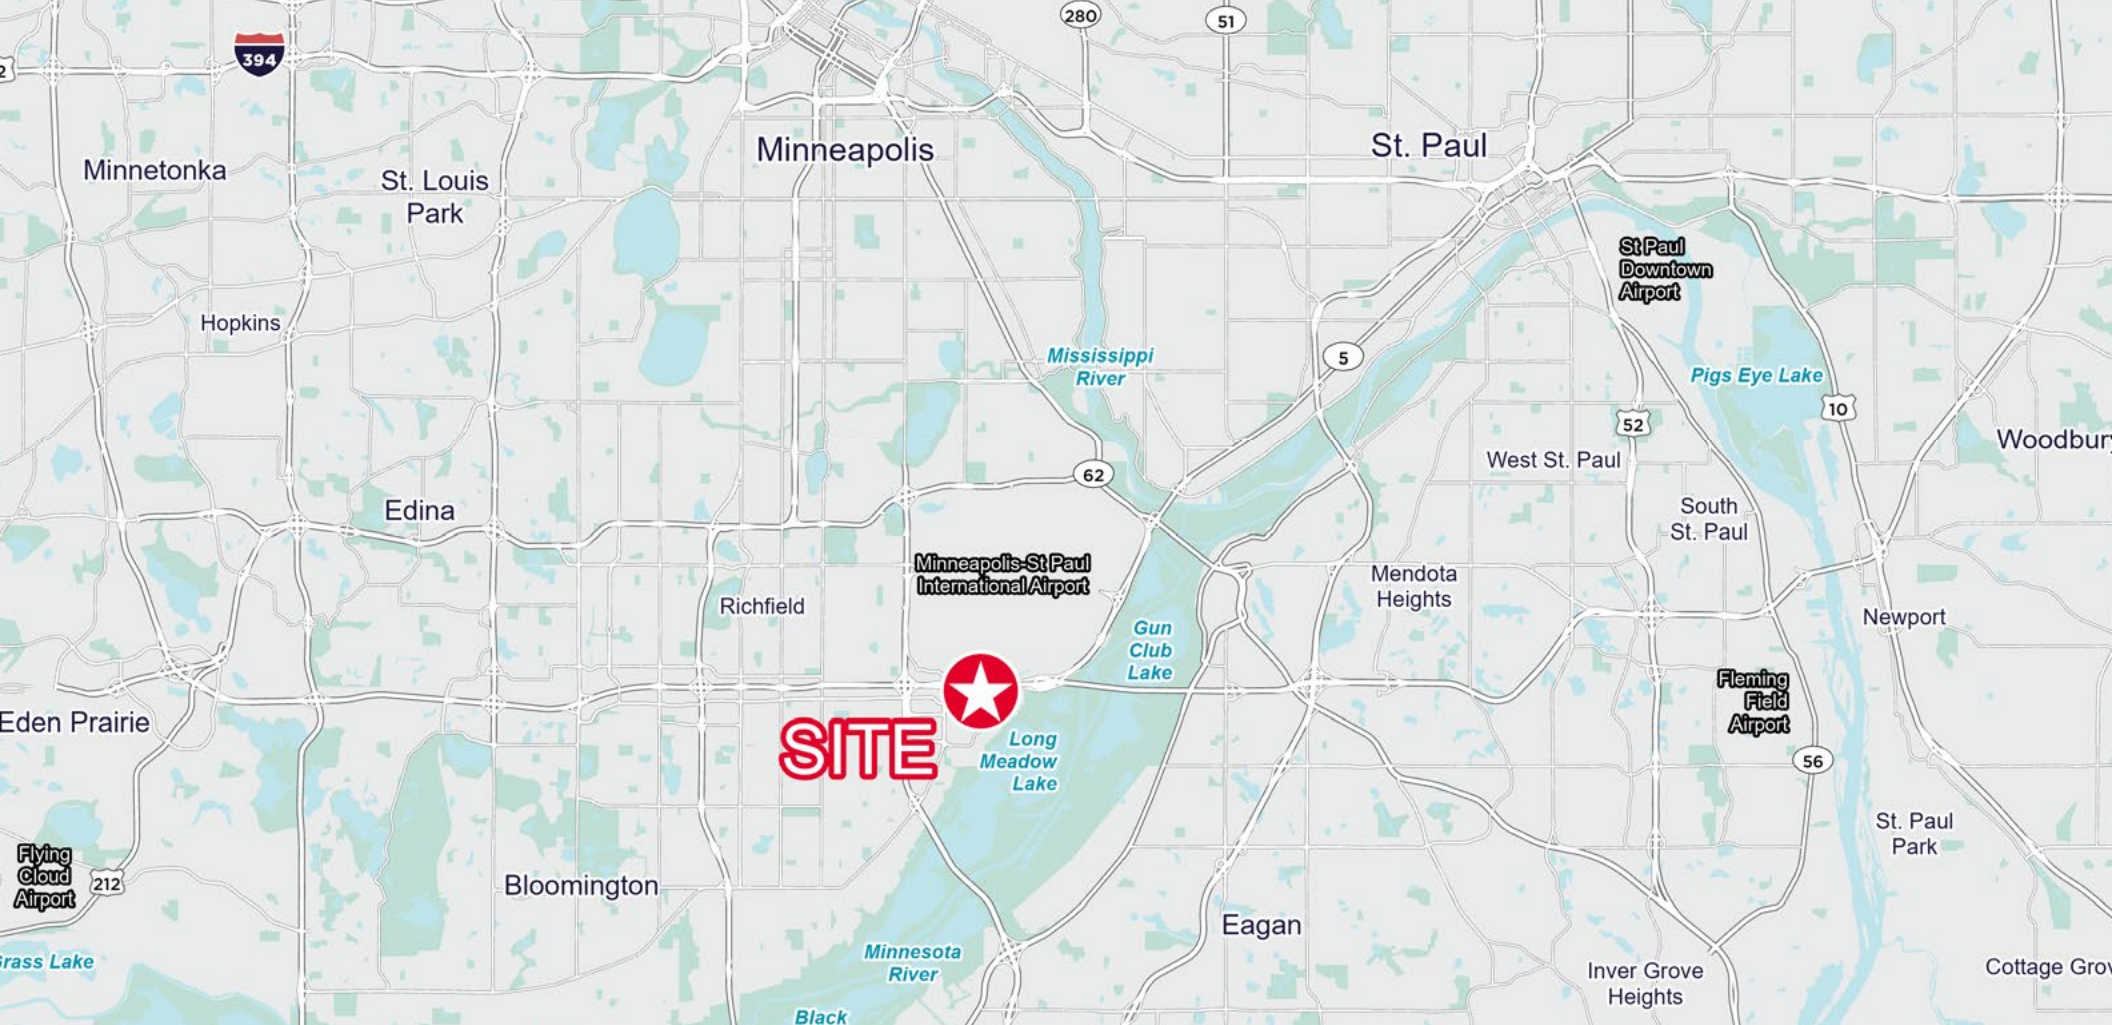 280
51
394
2
Minneapolis
St. Paul
Minnetonka
St. Louis
Park
St Paul
Downtown
Airport
Hopkins
Mississippi
River
5
Pigs Eye Lake
10
52
Woodbury
West St. Paul
62
Edina
South
St. Paul
Minneapolis-St Paul
International Airport
Mendota
Heights
Richfield
Newport
Gun
Club
Lake
Fleming
Field
Airport
Eden Prairie
SITE
Long
Meadow
Lake
56
St. Paul
Park
Flying
Cloud
Airport
212
Bloomington
Eagan
Minnesota
River
Grass Lake
Inver Grove
Heights
Cottage Grov
Black